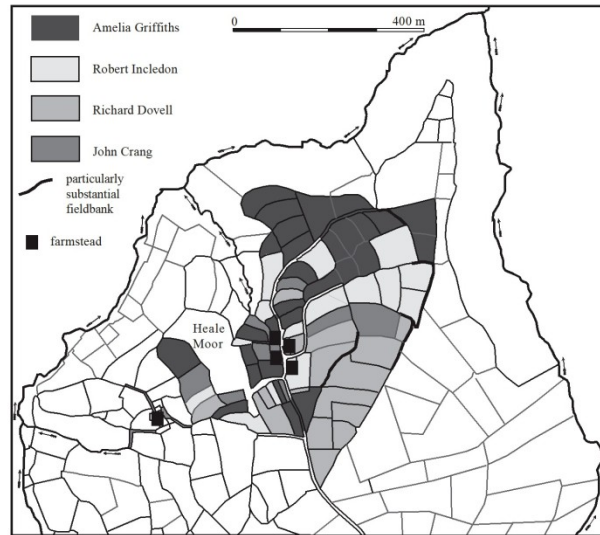 Amelia Griffiths
Robert Incledon
Richard Dovell
John Crang
particularly
substantial
fieldbank
farmstead
0 400 m
Heale
Moor